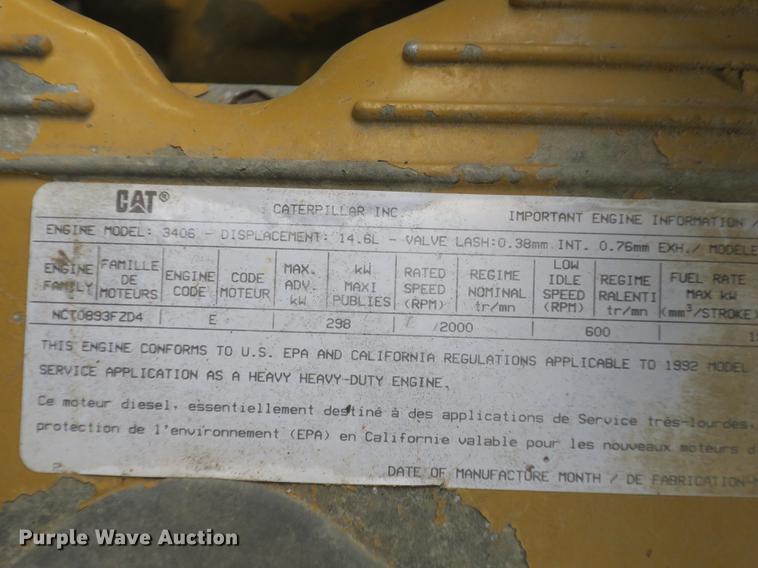 CAT®
CATERPILLAR INC.
IMPORTANT ENGINE INFORMATION /
ENGINE MODEL: 3406 - DISPLACEMENT: 14.6L - VALVE LASH:0.38mm INT. 0.76mm EXH./ MODELE
ENGINE FAMILY
FAMILLE DE MOTEURS
ENGINE CODE
CODE MOTEUR
MAX. ADV. kW
kW MAXI PUBLIES
RATED SPEED (RPM)
REGIME NOMINAL tr/mn
LOW IDLE SPEED (RPM)
REGIME RALENTI tr/mn
FUEL RATE MAX kW (mm³/STROKE)
NCT0893FZD4 E 298 2000 600
THIS ENGINE CONFORMS TO U.S. EPA AND CALIFORNIA REGULATIONS APPLICABLE TO 1992 MODEL
SERVICE APPLICATION AS A HEAVY HEAVY-DUTY ENGINE.
Ce moteur diesel, essentiellement destiné à des applications de Service très-lourdes,
protection de l'environnement (EPA) en Californie valable pour les nouveaux moteurs d
DATE OF MANUFACTURE MONTH / DE FABRICATION-
Purple Wave Auction